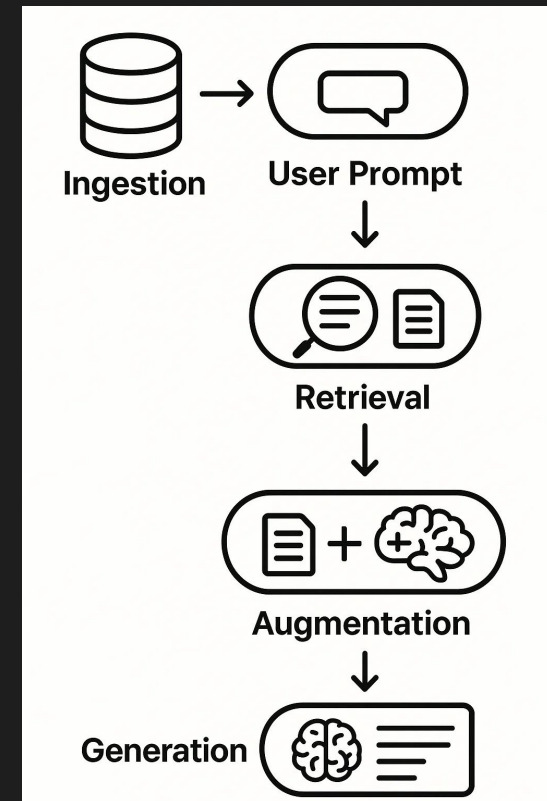 Ingestion
User Prompt
Retrieval
Augmentation
Generation